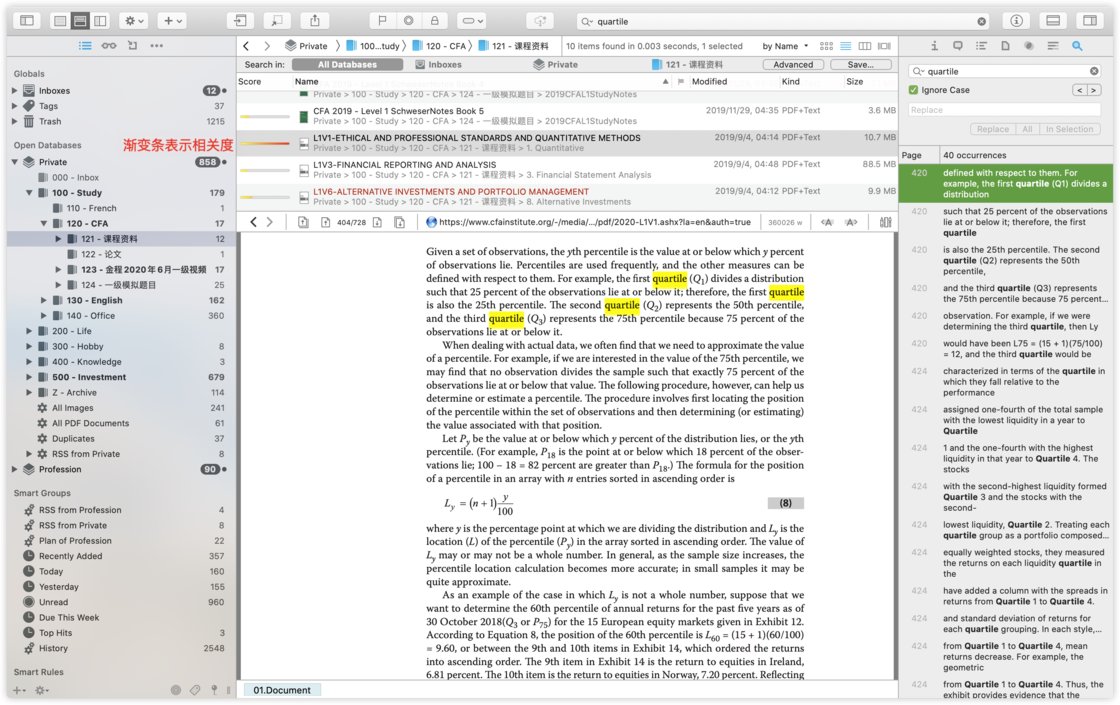 quartile
Private
100...tudy
120 - CFA
121 - 课程资料
10 items found in 0.003 seconds, 1 selected
by Name
Search in:
All Databases
Inboxes
Private
121 - 课程资料
Advanced
Save...
Score
Name
Modified
Kind
Size
Private > 100 - Study > 120 - CFA > 124 - 一级模拟题 > 2019CFAL1StudyNotes
CFA 2019 - Level 1 SchweserNotes Book 5
2019/11/29, 04:35 PDF+Text
3.6 MB
Private > 100 - Study > 120 - CFA > 124 - 一级模拟题 > 2019CFAL1StudyNotes
L1V1-ETHICAL AND PROFESSIONAL STANDARDS AND QUANTITATIVE METHODS
2019/9/4, 04:14 PDF+Text
10.7 MB
Private > 100 - Study > 120 - CFA > 121 - 课程资料 > 1. Quantitative
L1V3-FINANCIAL REPORTING AND ANALYSIS
2019/9/4, 04:48 PDF+Text
88.5 MB
Private > 100 - Study > 120 - CFA > 121 - 课程资料 > 3. Financial Statement Analysis
L1V6-ALTERNATIVE INVESTMENTS AND PORTFOLIO MANAGEMENT
2019/9/4, 04:12 PDF+Text
9.9 MB
Private > 100 - Study > 120 - CFA > 121 - 课程资料 > 8. Alternative Investments
渐变条表示相关度
Globals
Inboxes 12
Tags 37
Trash 1215
Open Databases
Private 858
000 - Inbox
100 - Study 179
110 - French 1
120 - CFA 17
121 - 课程资料 12
122 - 论文 1
123 - 金程2020年6月一级视频 17
124 - 一级模拟题 25
130 - English 162
140 - Office 360
200 - Life
300 - Hobby 8
400 - Knowledge 3
500 - Investment 679
Z - Archive 114
All Images 241
All PDF Documents 61
Duplicates 37
RSS from Private 8
Profession 90
Smart Groups
RSS from Profession 4
RSS from Private 8
Plan of Profession 22
Recently Added 357
Today 160
Yesterday 155
Unread 960
Due This Week
Top Hits 3
History 2548
Smart Rules
404/728
https://www.cfainstitute.org/-/media/.../pdf/2020-L1V1.ashx?la=en&auth=true
360026 w
Given a set of observations, the yth percentile is the value at or below which y percent
of observations lie. Percentiles are used frequently, and the other measures can be
defined with respect to them. For example, the first quartile (Q1) divides a distribution
such that 25 percent of the observations lie at or below it; therefore, the first quartile
is also the 25th percentile. The second quartile (Q2) represents the 50th percentile,
and the third quartile (Q3) represents the 75th percentile because 75 percent of the
observations lie at or below it.
When dealing with actual data, we often find that we need to approximate the value
of a percentile. For example, if we are interested in the value of the 75th percentile, we
may find that no observation divides the sample such that exactly 75 percent of the
observations lie at or below that value. The following procedure, however, can help us
determine or estimate a percentile. The procedure involves first locating the position
of the percentile within the set of observations and then determining (or estimating)
the value associated with that position.
Let Py be the value at or below which y percent of the distribution lies, or the yth
percentile. (For example, P18 is the point at or below which 18 percent of the obser-
vations lie; 100 − 18 = 82 percent are greater than P18.) The formula for the position
of a percentile in an array with n entries sorted in ascending order is
Ly = (n + 1) y/100
(8)
where y is the percentage point at which we are dividing the distribution and Ly is the
location (L) of the percentile (Py) in the array sorted in ascending order. The value of
Ly may or may not be a whole number. In general, as the sample size increases, the
percentile location calculation becomes more accurate; in small samples it may be
quite approximate.
As an example of the case in which Ly is not a whole number, suppose that we
want to determine the 60th percentile of annual returns for the past five years as of
30 October 2018(Q3 or P75) for the 15 European equity markets given in Exhibit 12.
According to Equation 8, the position of the 60th percentile is L60 = (15 + 1)(60/100)
= 9.60, or between the 9th and 10th items in Exhibit 14, which ordered the returns
into ascending order. The 9th item in Exhibit 14 is the return to equities in Ireland,
6.81 percent. The 10th item is the return to equities in Norway, 7.20 percent. Reflecting
01.Document
quartile
Ignore Case
Replace
Replace
All
In Selection
Page
40 occurrences
420 defined with respect to them. For
example, the first quartile (Q1) divides a
distribution
420 such that 25 percent of the observations
lie at or below it; therefore, the first
quartile
420 is also the 25th percentile. The second
quartile (Q2) represents the 50th
percentile,
420 and the third quartile (Q3) represents
the 75th percentile because 75 percent...
420 observation. For example, if we were
determining the third quartile, then Ly
420 would have been L75 = (15 + 1)(75/100)
= 12, and the third quartile would be
424 characterized in terms of the quartile in
which they fall relative to the
performance
424 assigned one-fourth of the total sample
with the lowest liquidity in a year to
Quartile
424 1 and the one-fourth with the highest
liquidity in that year to Quartile 4. The
stocks
424 with the second-highest liquidity formed
Quartile 3 and the stocks with the
second-
424 lowest liquidity, Quartile 2. Treating each
quartile group as a portfolio composed...
424 equally weighted stocks, they measured
the returns on each liquidity quartile in
the
424 have added a column with the spreads in
returns from Quartile 1 to Quartile 4.
424 and standard deviation of returns for
each quartile grouping. In each style,...
424 from Quartile 1 to Quartile 4, mean
returns decrease. For example, the
geometric
424 from Quartile 1 to Quartile 4. Thus, the
exhibit provides evidence that the